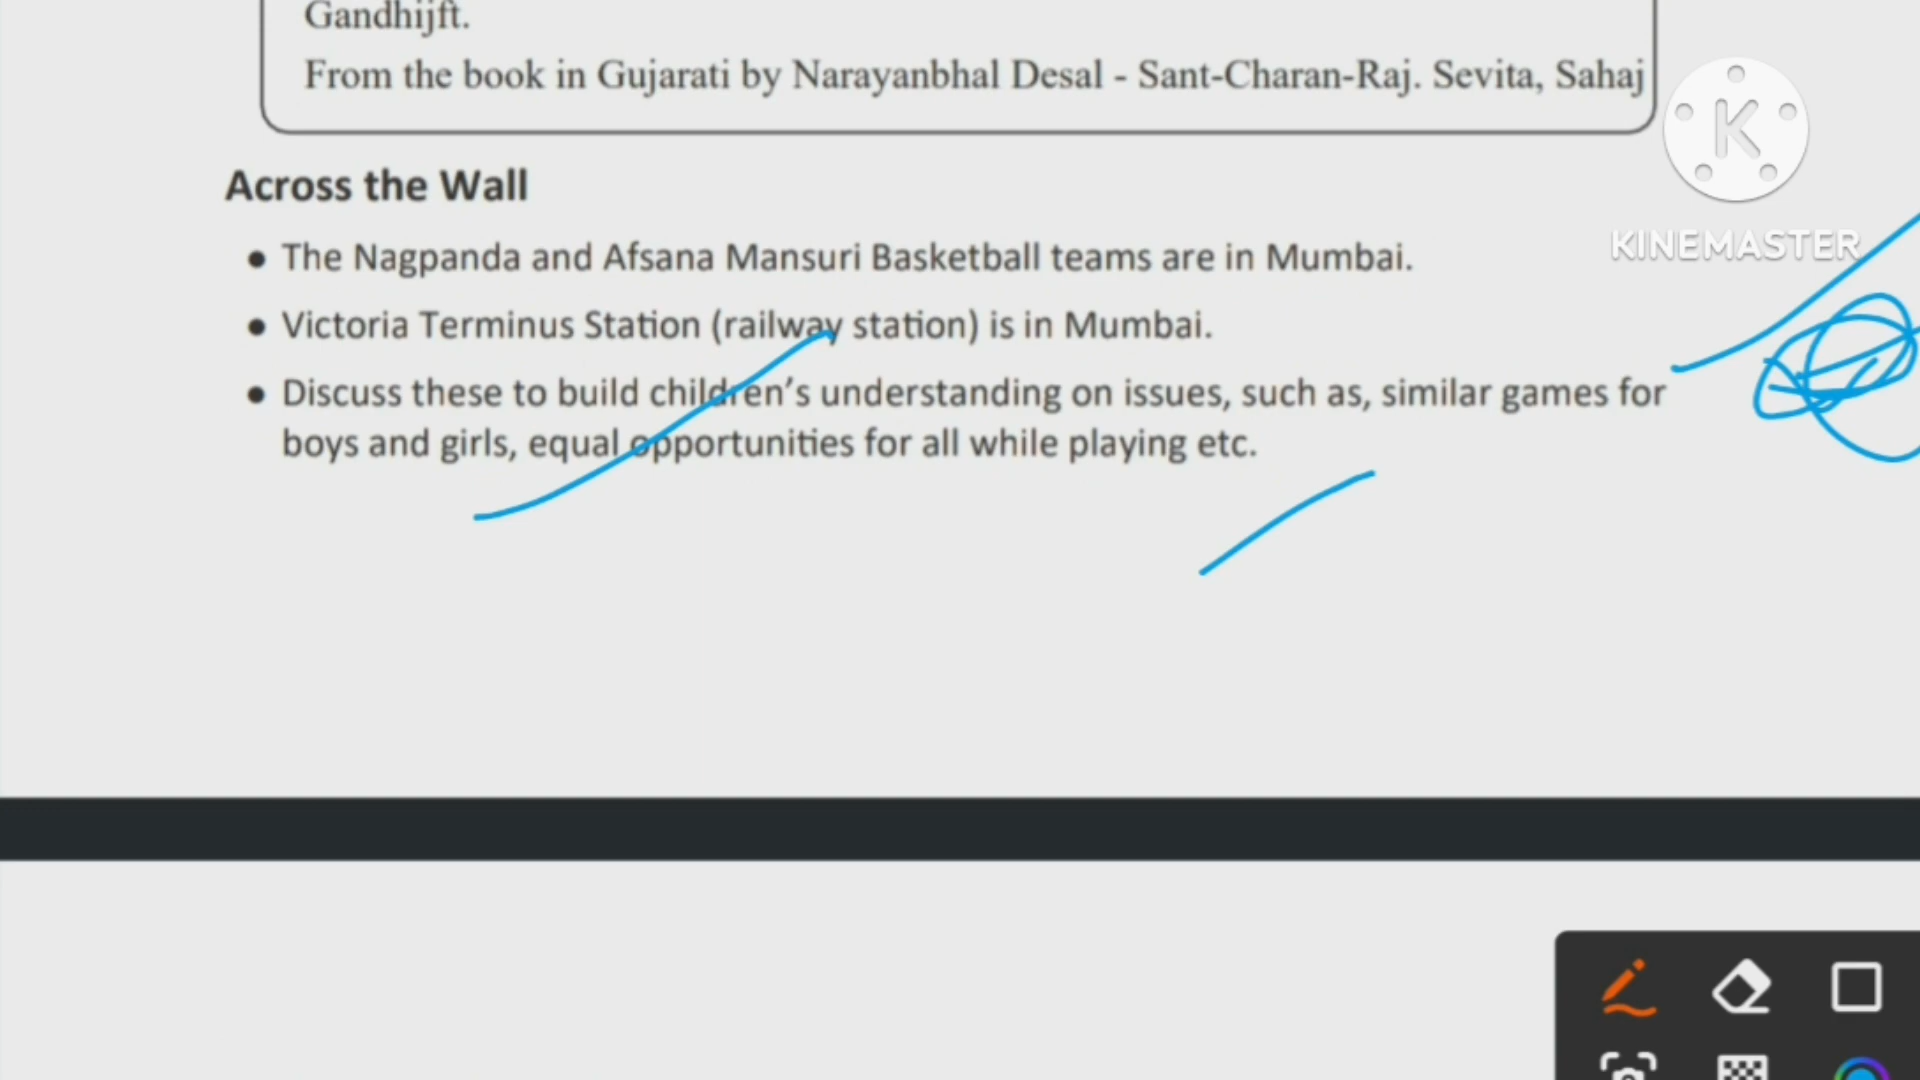 Gandhijft.
From the book in Gujarati by Narayanbhal Desal - Sant-Charan-Raj. Sevita, Sahaj
K
KINEMASTER
Across the Wall
● The Nagpanda and Afsana Mansuri Basketball teams are in Mumbai.
● Victoria Terminus Station (railway station) is in Mumbai.
● Discuss these to build children's understanding on issues, such as, similar games for
boys and girls, equal opportunities for all while playing etc.